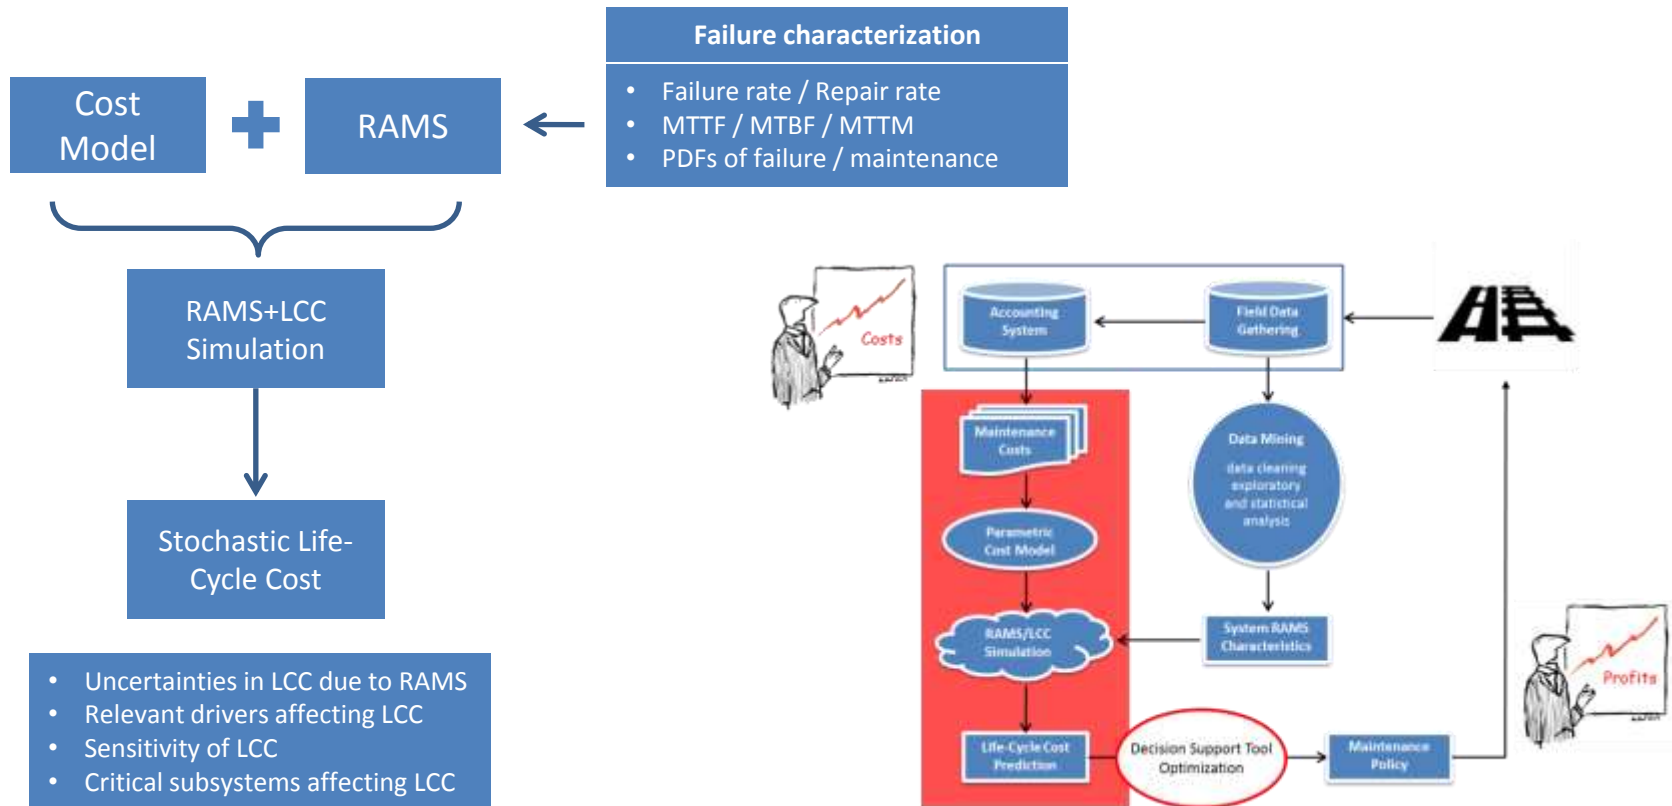 Failure characterization
• Failure rate / Repair rate
• MTTF / MTBF / MTTM
• PDFs of failure / maintenance
Cost
Model
RAMS
RAMS+LCC
Simulation
Stochastic Life-
Cycle Cost
• Uncertainties in LCC due to RAMS
• Relevant drivers affecting LCC
• Sensitivity of LCC
• Critical subsystems affecting LCC
Costs
Accounting
System
Field Data
Gathering
Maintenance
Costs
Data Mining
data cleaning
exploratory
and statistical
analysis
Parametric
Cost Model
RAMS/LCC
Simulation
System RAMS
Characteristics
Profits
Life-Cycle Cost
Prediction
Decision Support Tool
Optimization
Maintenance
Policy